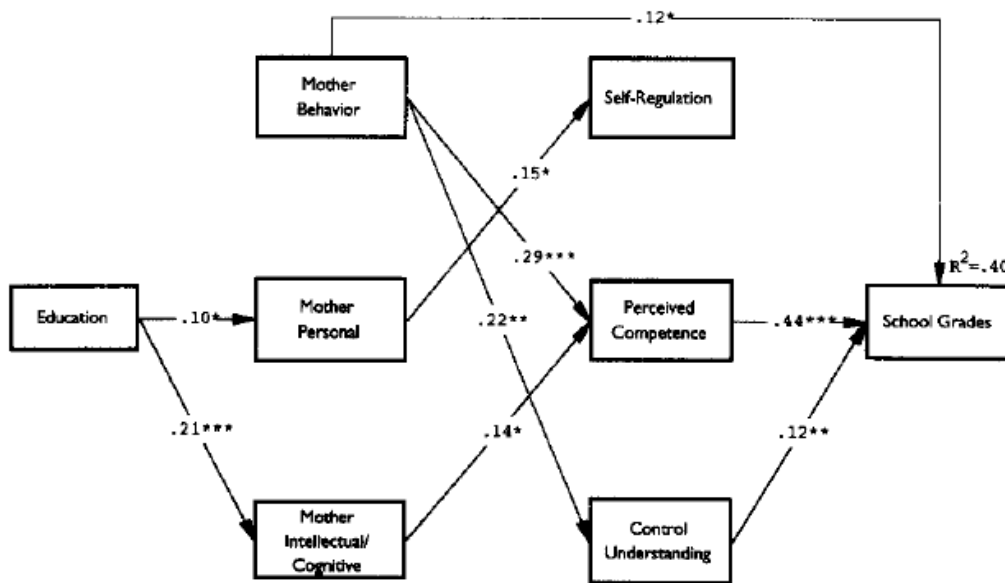 .12*
Mother
Behavior
Self-Regulation
.15*
.29***
R²=.40
Education
.10*
Mother
Personal
.22**
Perceived
Competence
.44***
School Grades
.21***
.14*
.12**
Mother
Intellectual/
Cognitive
Control
Understanding